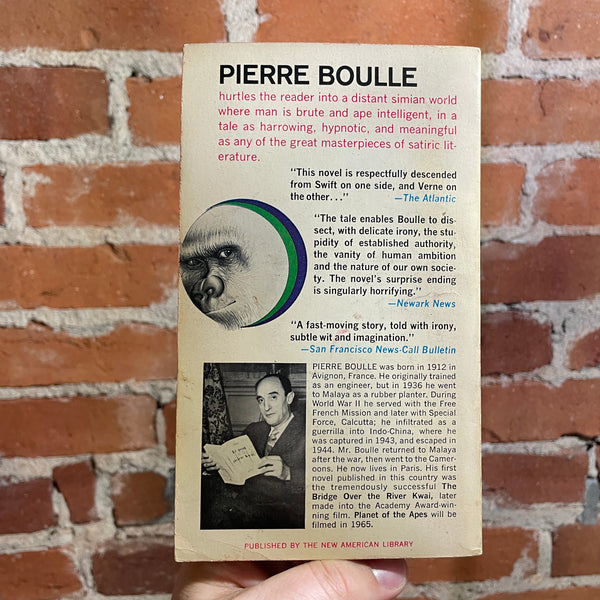 PIERRE BOULLE
hurtles the reader into a distant simian world
where man is brute and ape intelligent, in a
tale as harrowing, hypnotic, and meaningful
as any of the great masterpieces of satiric lit-
erature.
"This novel is respectfully descended
from Swift on one side, and Verne on
the other..." —The Atlantic
"The tale enables Boulle to dis-
sect, with delicate irony, the stu-
pidity of established authority,
the vanity of human ambition
and the nature of our own socie-
ty. The novel's surprise ending
is singularly horrifying."
—Newark News
"A fast-moving story, told with irony,
subtle wit and imagination."
—San Francisco News-Call Bulletin
PIERRE BOULLE was born in 1912 in
Avignon, France. He originally trained
as an engineer, but in 1936 he went
to Malaya as a rubber planter. During
World War II he served with the Free
French Mission and later with Special
Force, Calcutta; he infiltrated as a
guerrilla into Indo-China, where he
was captured in 1943, and escaped in
1944. Mr. Boulle returned to Malaya
after the war, then went to the Camer-
oons. He now lives in Paris. His first
novel published in this country was
the tremendously successful The
Bridge Over the River Kwai, later
made into the Academy Award-win-
ning film. Planet of the Apes will be
filmed in 1965.
PUBLISHED BY THE NEW AMERICAN LIBRARY